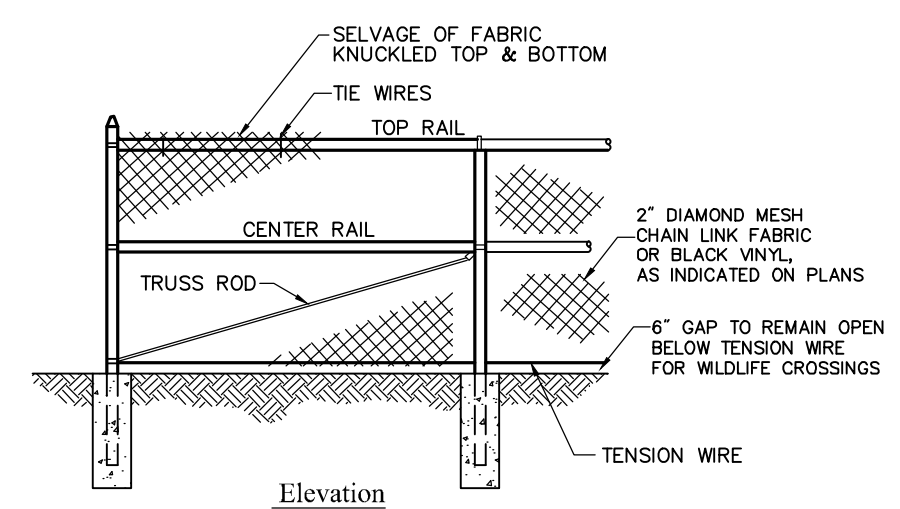 SELVAGE OF FABRIC
KNUCKLED TOP & BOTTOM
TIE WIRES
TOP RAIL
2" DIAMOND MESH
CHAIN LINK FABRIC
OR BLACK VINYL,
AS INDICATED ON PLANS
CENTER RAIL
TRUSS ROD
6" GAP TO REMAIN OPEN
BELOW TENSION WIRE
FOR WILDLIFE CROSSINGS
TENSION WIRE
Elevation